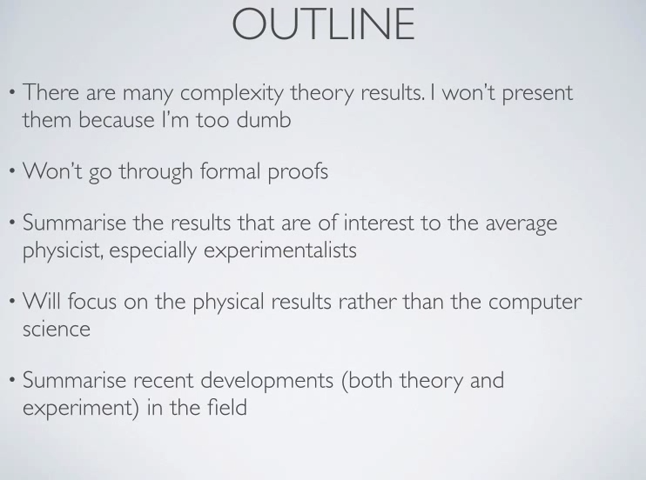 OUTLINE
• There are many complexity theory results. I won't present
them because I'm too dumb
• Won't go through formal proofs
• Summarise the results that are of interest to the average
physicist, especially experimentalists
• Will focus on the physical results rather than the computer
science
• Summarise recent developments (both theory and
experiment) in the field